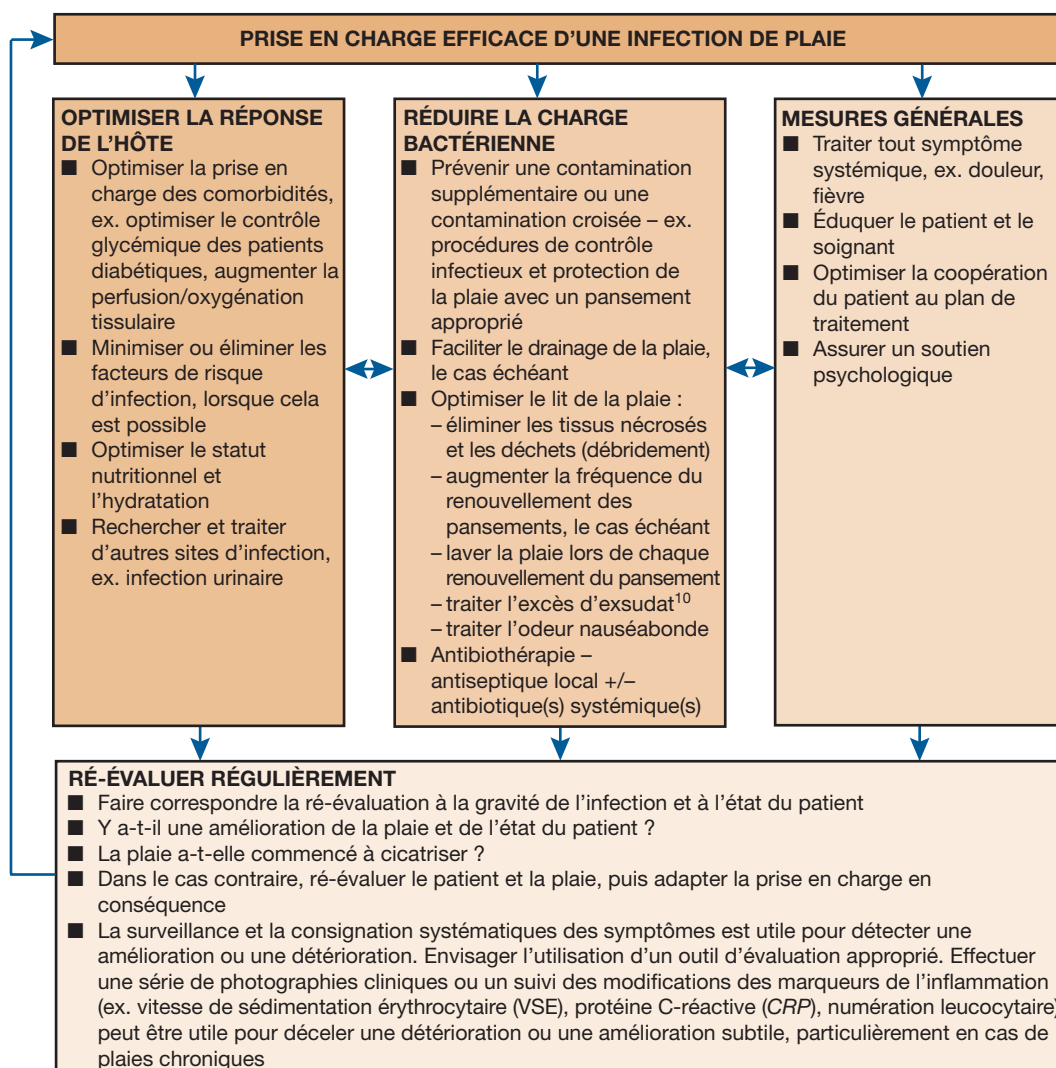 PRISE EN CHARGE EFFICACE D'UNE INFECTION DE PLAIE
OPTIMISER LA RÉPONSE
DE L'HÔTE
■ Optimiser la prise en
charge des comorbidités,
ex. optimiser le contrôle
glycémique des patients
diabétiques, augmenter la
perfusion/oxygénation
tissulaire
■ Minimiser ou éliminer les
facteurs de risque
d'infection, lorsque cela
est possible
■ Optimiser le statut
nutritionnel et
l'hydratation
■ Rechercher et traiter
d'autres sites d'infection,
ex. infection urinaire
RÉDUIRE LA CHARGE
BACTÉRIENNE
■ Prévenir une contamination
supplémentaire ou une
contamination croisée – ex.
procédures de contrôle
infectieux et protection de
la plaie avec un pansement
approprié
■ Faciliter le drainage de la plaie,
le cas échéant
■ Optimiser le lit de la plaie :
– éliminer les tissus nécrosés
et les déchets (débridement)
– augmenter la fréquence du
renouvellement des
pansements, le cas échéant
– laver la plaie lors de chaque
renouvellement du pansement
– traiter l'excès d'exsudat¹⁰
– traiter l'odeur nauséabonde
■ Antibiothérapie –
antiseptique local +/–
antibiotique(s) systémique(s)
MESURES GÉNÉRALES
■ Traiter tout symptôme
systémique, ex. douleur,
fièvre
■ Éduquer le patient et le
soignant
■ Optimiser la coopération
du patient au plan de
traitement
■ Assurer un soutien
psychologique
RÉ-ÉVALUER RÉGULIÈREMENT
■ Faire correspondre la ré-évaluation à la gravité de l'infection et à l'état du patient
■ Y a-t-il une amélioration de la plaie et de l'état du patient ?
■ La plaie a-t-elle commencé à cicatriser ?
■ Dans le cas contraire, ré-évaluer le patient et la plaie, puis adapter la prise en charge en
conséquence
■ La surveillance et la consignation systématiques des symptômes est utile pour détecter une
amélioration ou une détérioration. Envisager l'utilisation d'un outil d'évaluation approprié. Effectuer
une série de photographies cliniques ou un suivi des modifications des marqueurs de l'inflammation
(ex. vitesse de sédimentation érythrocytaire (VSE), protéine C-réactive (CRP), numération leucocytaire)
peut être utile pour déceler une détérioration ou une amélioration subtile, particulièrement en cas de
plaies chroniques